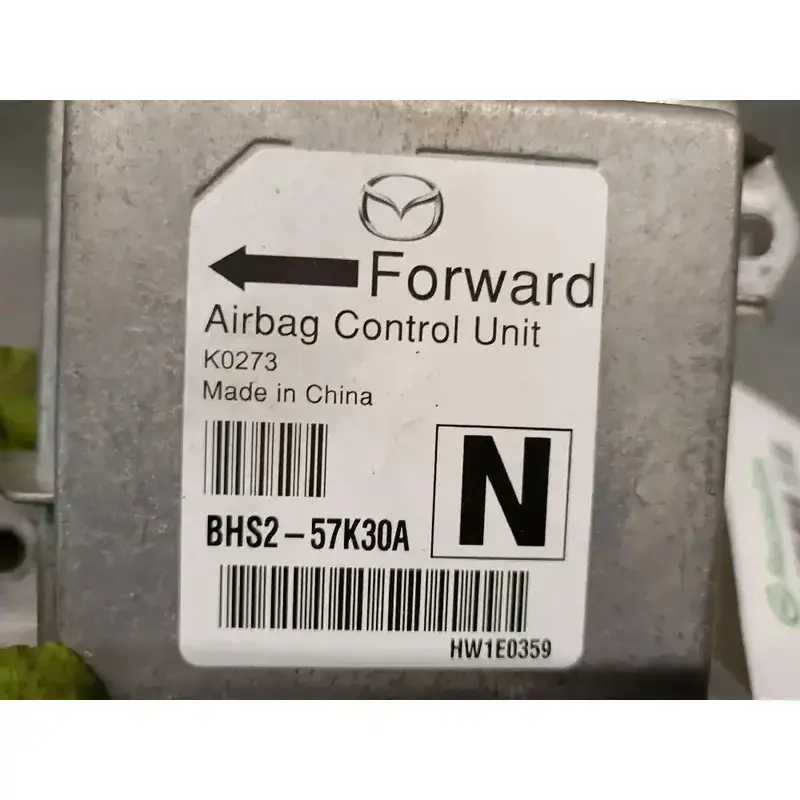 Forward
Airbag Control Unit
K0273
Made in China
N
BHS2-57K30A
HW1E0359